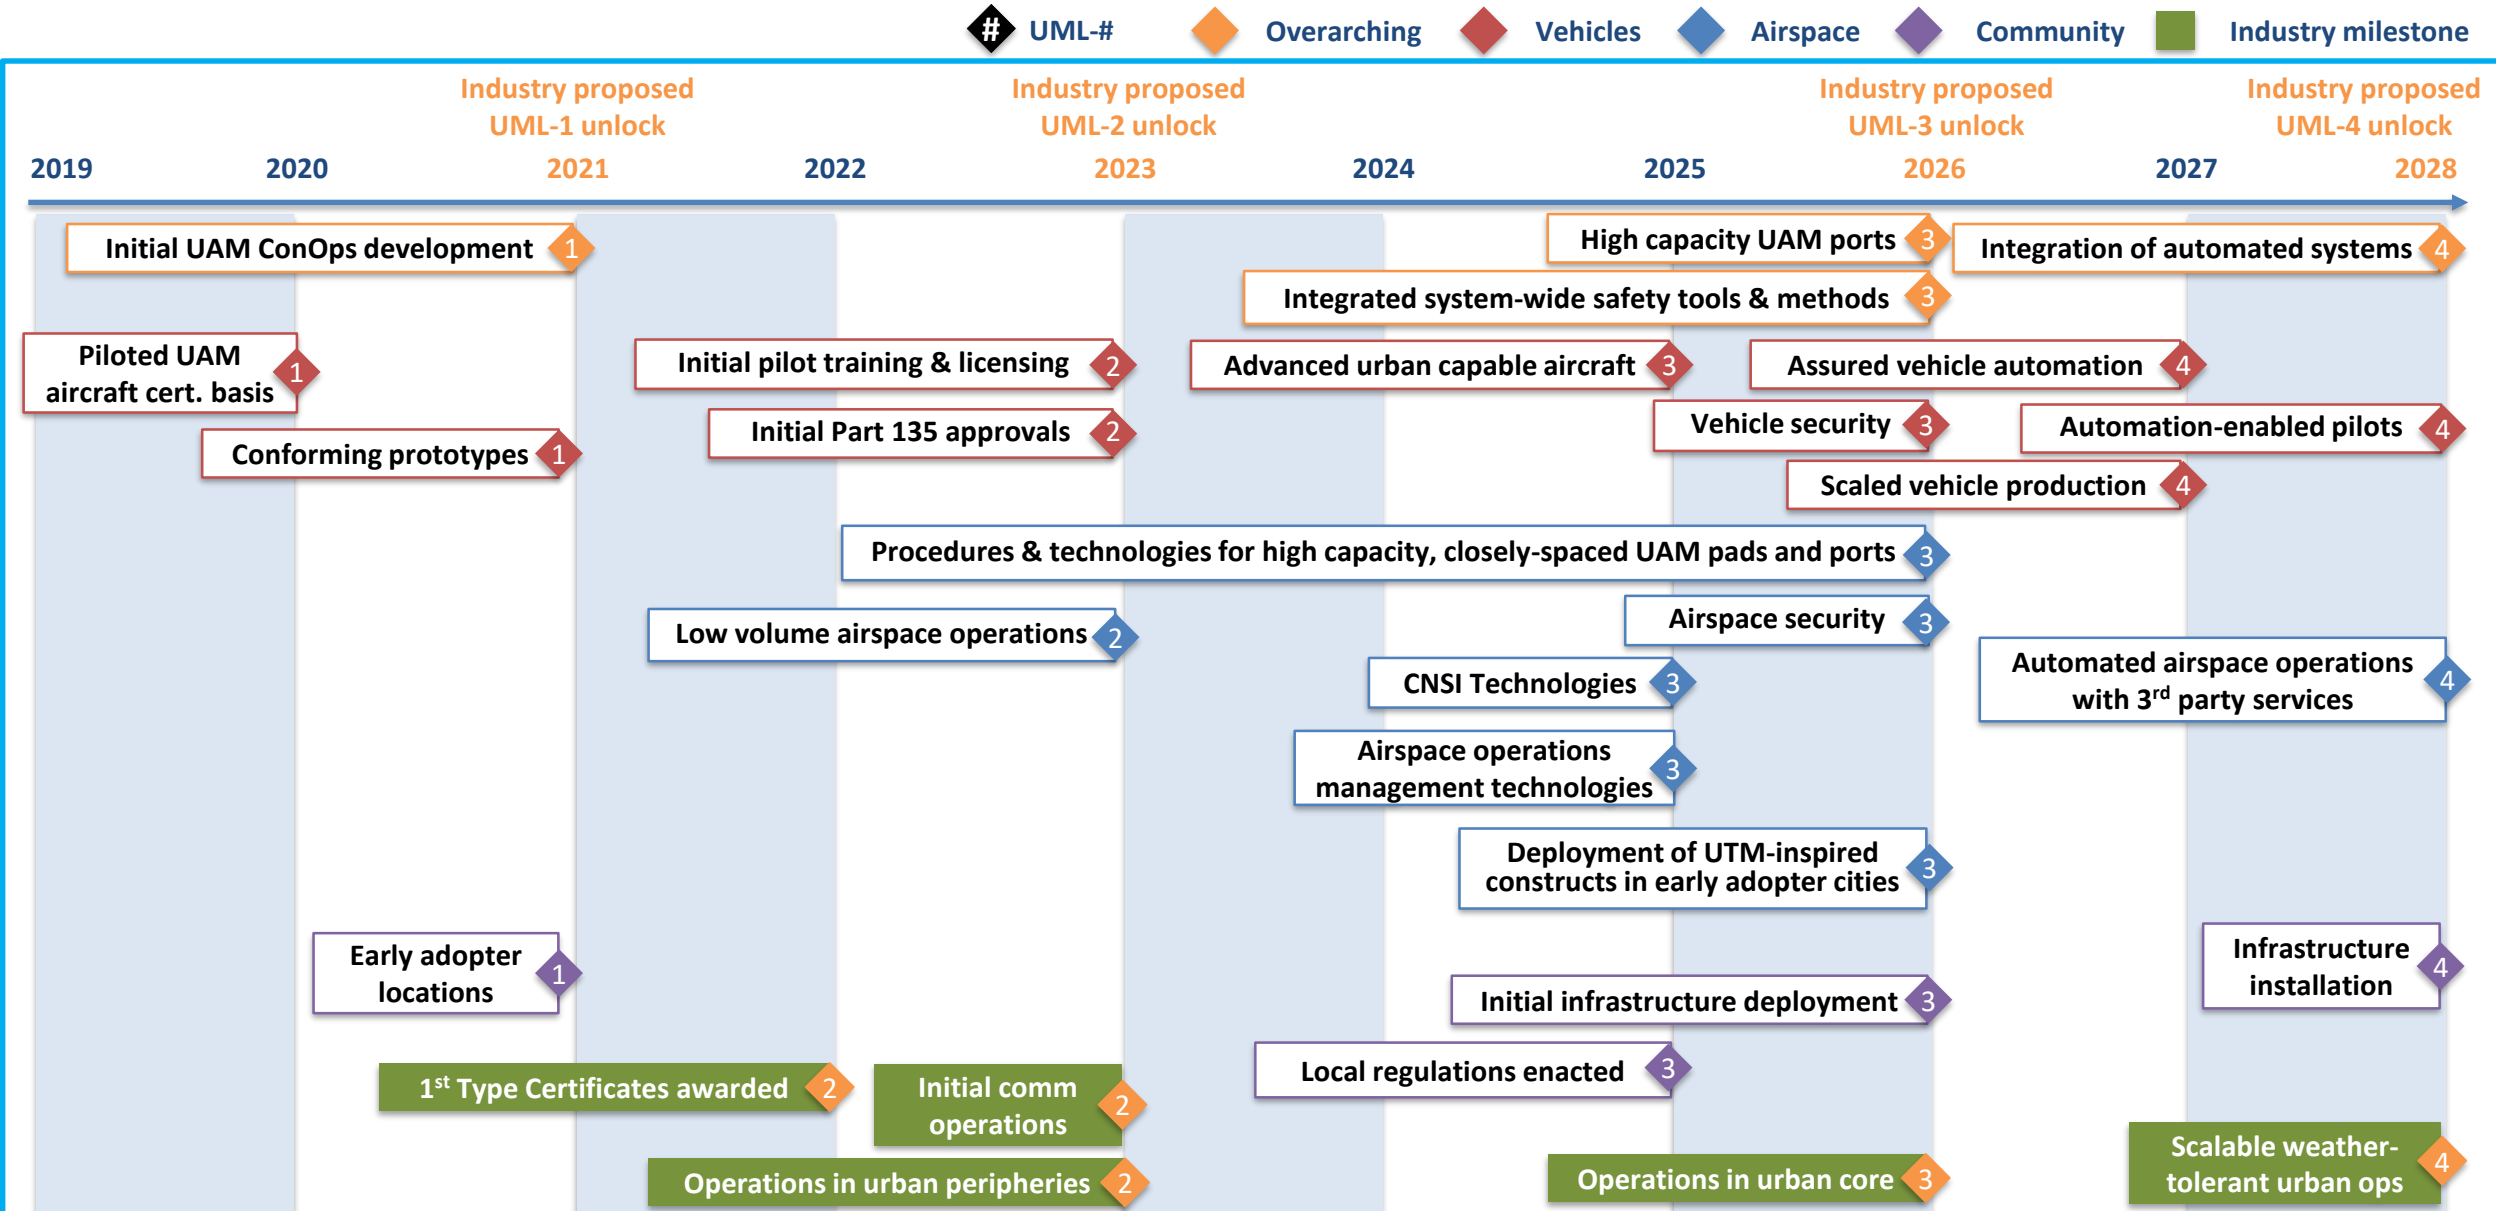 # UML-# Overarching Vehicles Airspace Community Industry milestone
Industry proposed
UML-1 unlock
Industry proposed
UML-2 unlock
Industry proposed
UML-3 unlock
Industry proposed
UML-4 unlock
2019 2020 2021 2022 2023 2024 2025 2026 2027 2028
Initial UAM ConOps development 1
High capacity UAM ports 3
Integration of automated systems 4
Integrated system-wide safety tools & methods 3
Piloted UAM
aircraft cert. basis 1
Initial pilot training & licensing 2
Advanced urban capable aircraft 3
Assured vehicle automation 4
Conforming prototypes 1
Initial Part 135 approvals 2
Vehicle security 3
Automation-enabled pilots 4
Scaled vehicle production 4
Procedures & technologies for high capacity, closely-spaced UAM pads and ports 3
Low volume airspace operations 2
Airspace security 3
CNSI Technologies 3
Automated airspace operations
with 3rd party services 4
Airspace operations
management technologies 3
Deployment of UTM-inspired
constructs in early adopter cities 3
Early adopter
locations 1
Initial infrastructure deployment 3
Infrastructure
installation 4
Local regulations enacted 3
1st Type Certificates awarded 2
Initial comm
operations 2
Operations in urban peripheries 2
Operations in urban core 3
Scalable weather-
tolerant urban ops 4